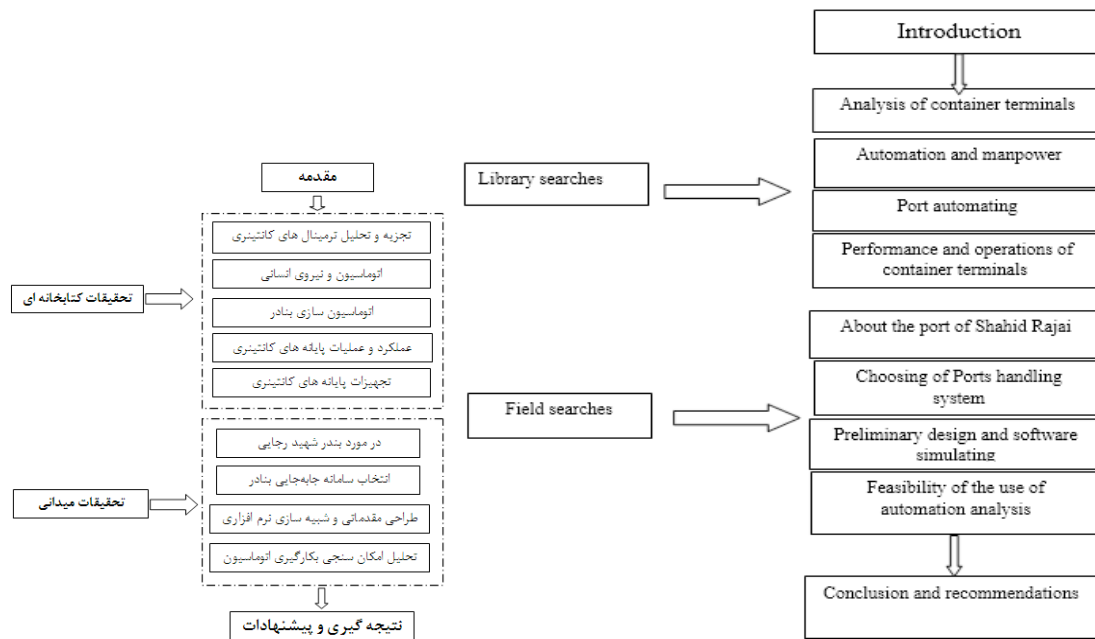 مقدمه
تجزیه و تحلیل ترمینال های کانتینری
اتوماسیون و نیروی انسانی
اتوماسیون سازی بنادر
عملکرد و عملیات پایانه های کانتینری
تجهیزات پایانه های کانتینری
تحقیقات کتابخانه ای
در مورد بندر شهید رجایی
انتخاب سامانه جابه‌جایی بنادر
طراحی مقدماتی و شبیه سازی نرم افزاری
تحلیل امکان سنجی بکارگیری اتوماسیون
تحقیقات میدانی
نتیجه گیری و پیشنهادات
Introduction
Library searches
Analysis of container terminals
Automation and manpower
Port automating
Performance and operations of
container terminals
Field searches
About the port of Shahid Rajai
Choosing of Ports handling
system
Preliminary design and software
simulating
Feasibility of the use of
automation analysis
Conclusion and recommendations